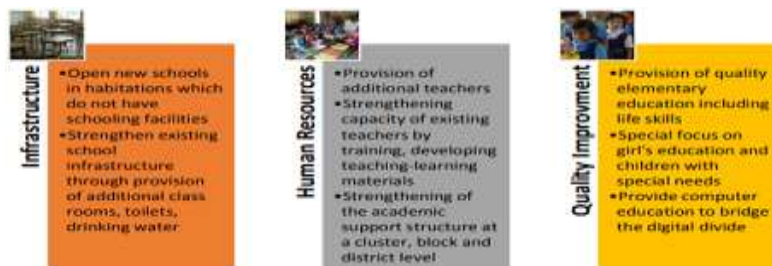 Infrastructure
•Open new schools
in habitations which
do not have
schooling facilities
•Strengthen existing
school
infrastructure
through provision
of additional class
rooms, toilets,
drinking water
Human Resources
•Provision of
additional teachers
•Strengthening
capacity of existing
teachers by
training, developing
teaching-learning
materials
•Strengthening of
the academic
support structure at
a cluster, block and
district level
Quality Improvment
•Provision of quality
elementary
education including
life skills
•Special focus on
girl's education and
children with
special needs
•Provide computer
education to bridge
the digital divide